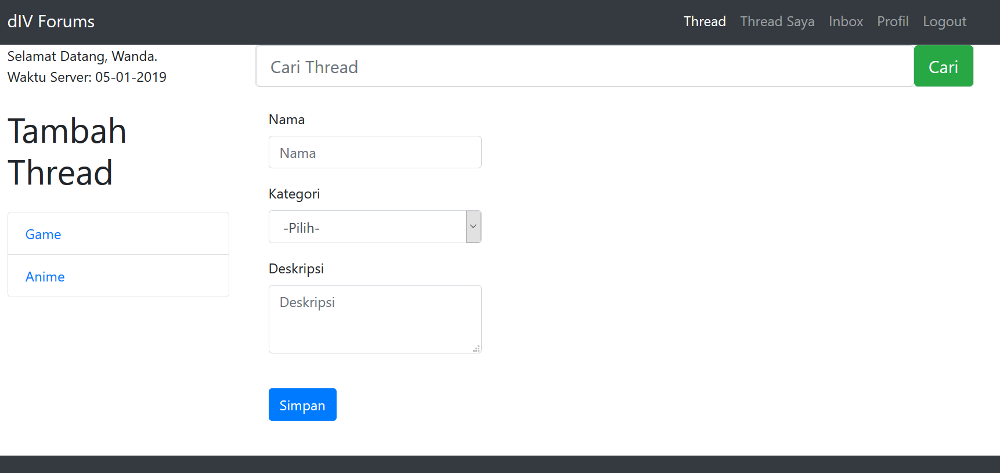 dIV Forums
Thread Thread Saya Inbox Profil Logout
Selamat Datang, Wanda.
Waktu Server: 05-01-2019
Cari Thread
Cari
Tambah
Thread
Game
Anime
Nama
Nama
Kategori
-Pilih-
Deskripsi
Deskripsi
Simpan